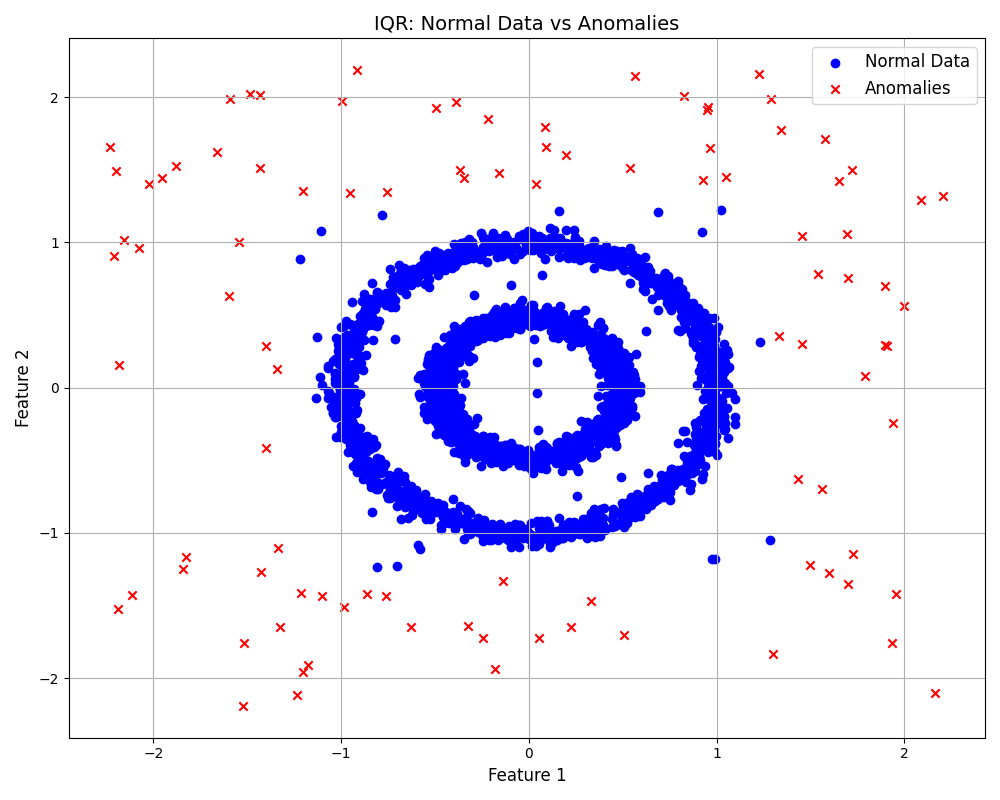 IQR: Normal Data vs Anomalies
Normal Data
Anomalies
Feature 2
2
1
0
−1
−2
−2
−1
0
1
2
Feature 1